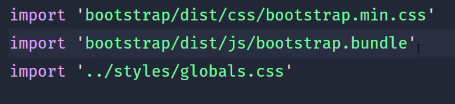 import 'bootstrap/dist/css/bootstrap.min.css'
import 'bootstrap/dist/js/bootstrap.bundle'
import '../styles/globals.css'